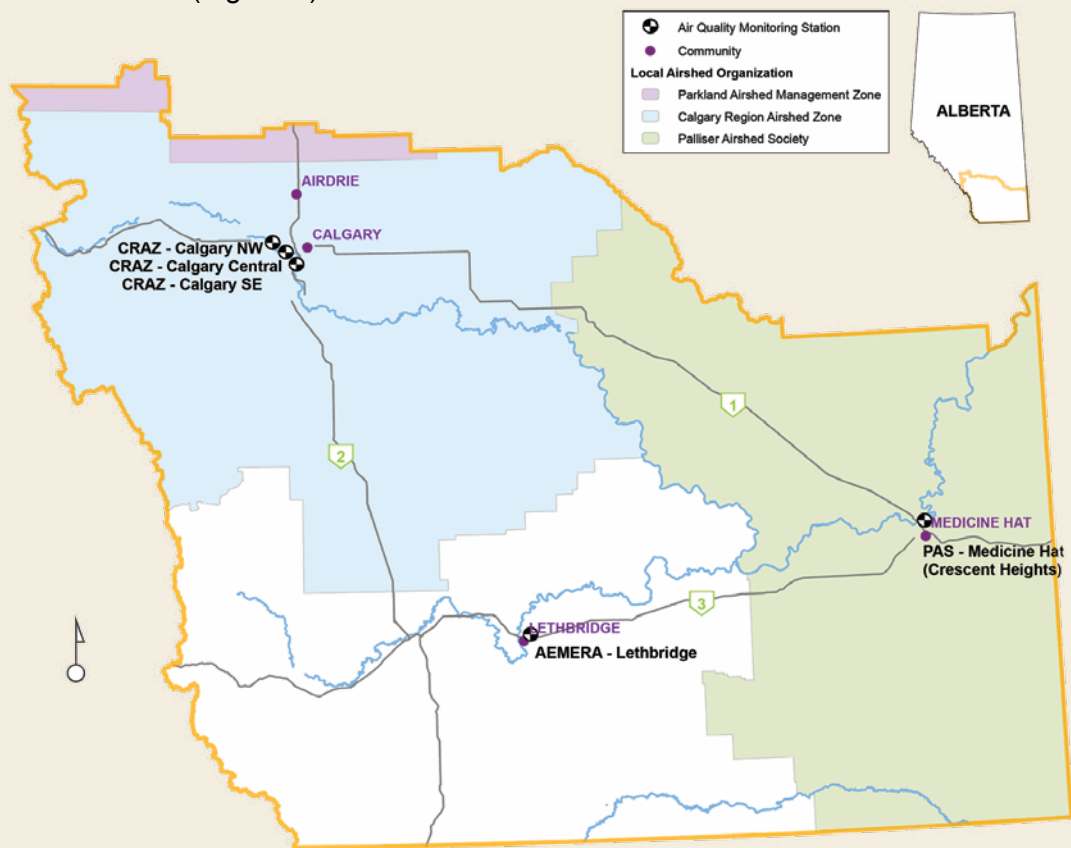 Air Quality Monitoring Station
Community
Local Airshed Organization
Parkland Airshed Management Zone
Calgary Region Airshed Zone
Palliser Airshed Society
ALBERTA
AIRDRIE
CALGARY
CRAZ - Calgary NW
CRAZ - Calgary Central
CRAZ - Calgary SE
1
2
MEDICINE HAT
PAS - Medicine Hat
(Crescent Heights)
3
LETHBRIDGE
AEMERA - Lethbridge